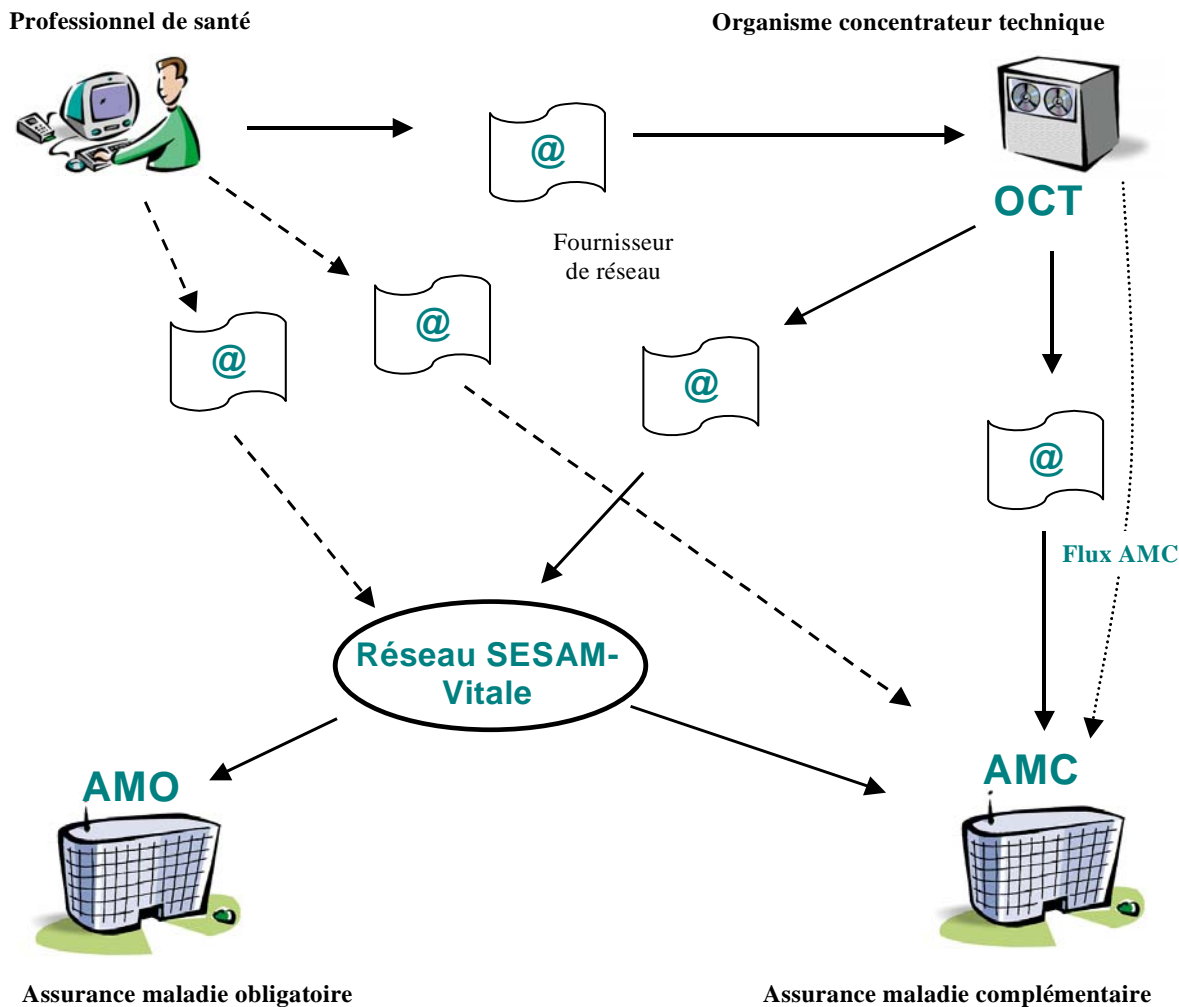 Professionnel de santé
Organisme concentrateur technique
@
OCT
Fournisseur
de réseau
@
@
@
@
Flux AMC
Réseau SESAM-
Vitale
AMO
AMC
Assurance maladie obligatoire
Assurance maladie complémentaire